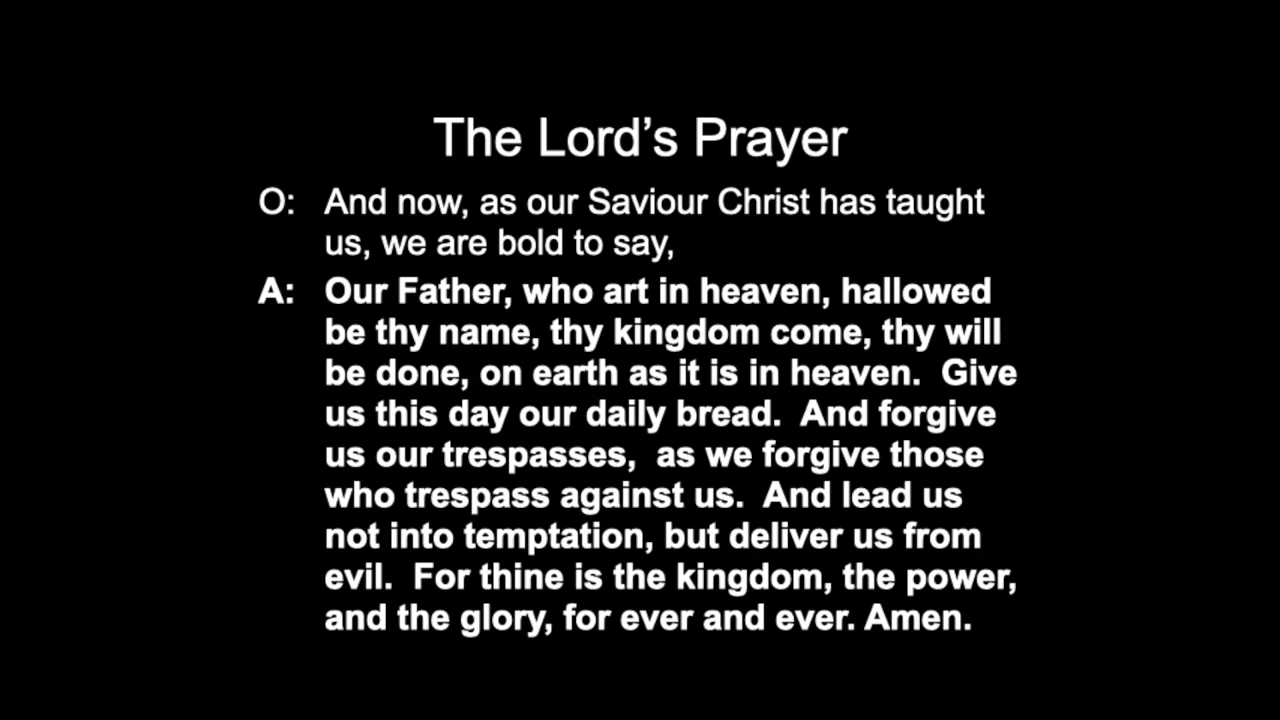 The Lord’s Prayer
O: And now, as our Saviour Christ has taught
us, we are bold to say,
A: Our Father, who art in heaven, hallowed
be thy name, thy kingdom come, thy will
be done, on earth as it is in heaven.  Give
us this day our daily bread.  And forgive
us our trespasses,  as we forgive those
who trespass against us.  And lead us
not into temptation, but deliver us from
evil.  For thine is the kingdom, the power,
and the glory, for ever and ever. Amen.